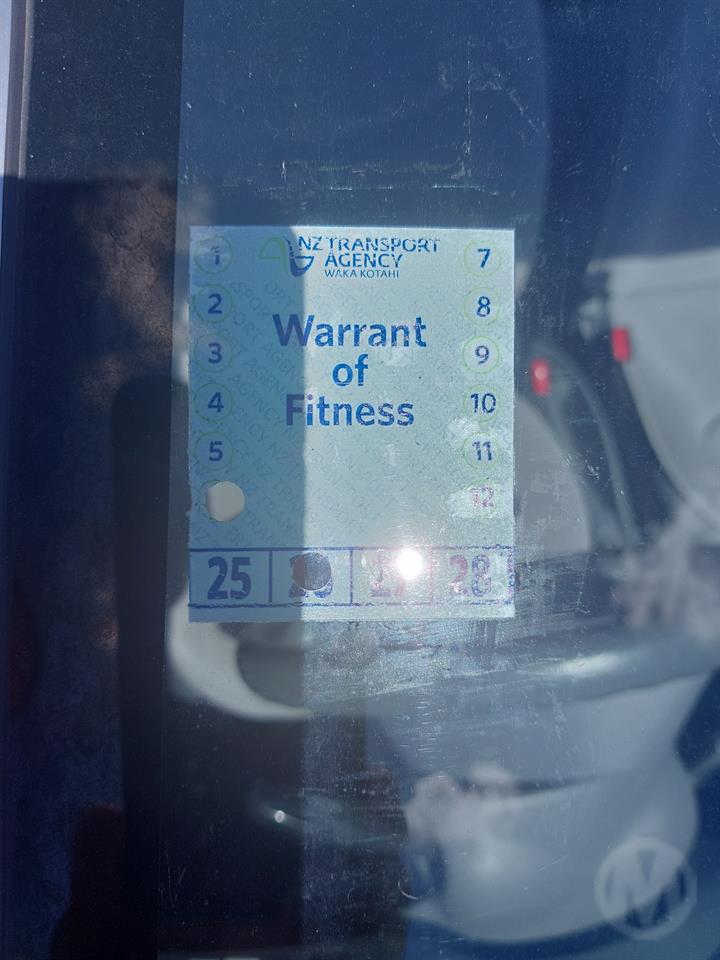 NZ TRANSPORT
AGENCY
WAKA KOTAHI
Warrant
of
Fitness
1
2
3
4
5
7
8
9
10
11
12
25 27 28
M